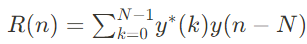 R(n) = ∑_{k=0}^{N−1} y*(k)y(n − N)